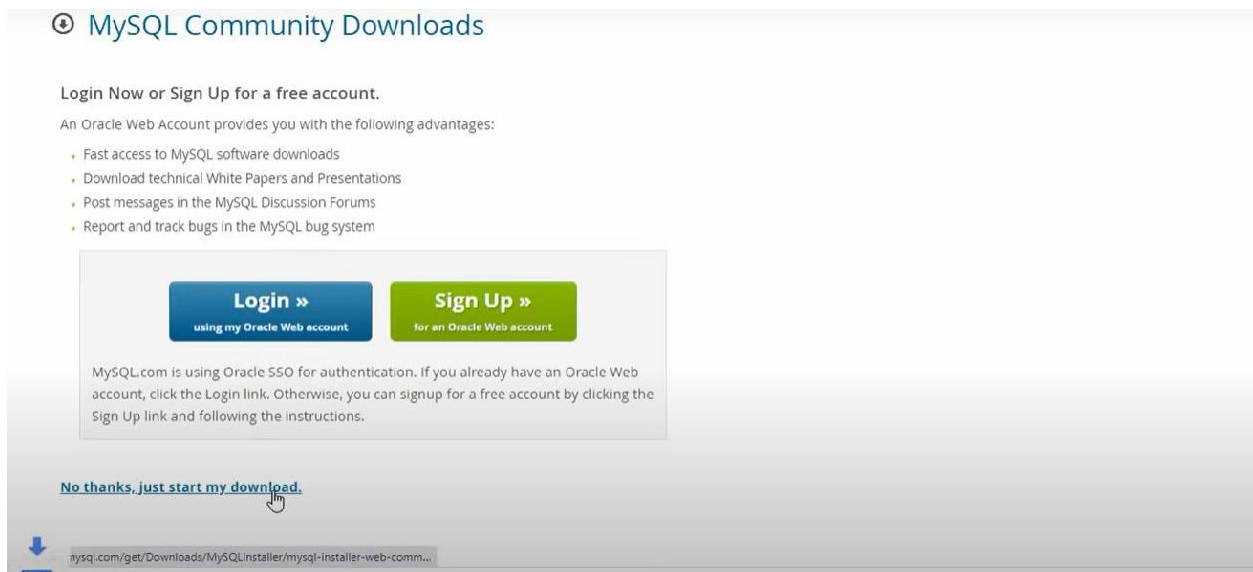 MySQL Community Downloads
Login Now or Sign Up for a free account.
An Oracle Web Account provides you with the following advantages:
Fast access to MySQL software downloads
Download technical White Papers and Presentations
Post messages in the MySQL Discussion Forums
Report and track bugs in the MySQL bug system
Login »
using my Oracle Web account
Sign Up »
for an Oracle Web account
MySQL.com is using Oracle SSO for authentication. If you already have an Oracle Web
account, click the Login link. Otherwise, you can signup for a free account by clicking the
Sign Up link and following the instructions.
No thanks, just start my download.
mysql.com/get/Downloads/MySQLInstaller/mysql-installer-web-comm...